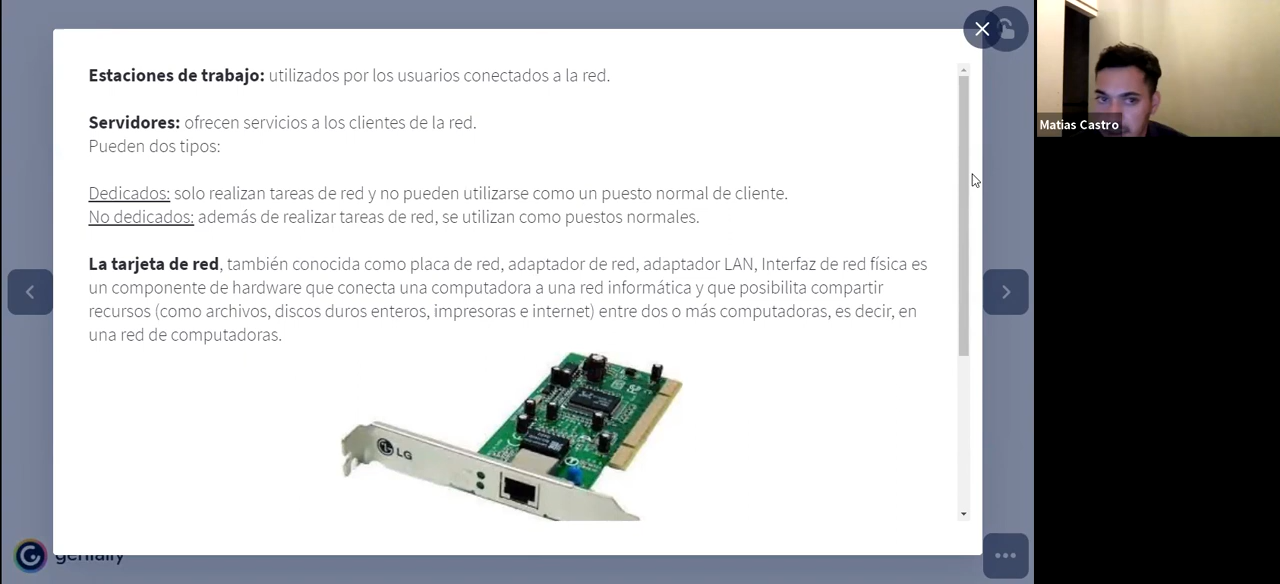 Estaciones de trabajo: utilizados por los usuarios conectados a la red.
Servidores: ofrecen servicios a los clientes de la red.
Pueden dos tipos:
Dedicados: solo realizan tareas de red y no pueden utilizarse como un puesto normal de cliente.
No dedicados: además de realizar tareas de red, se utilizan como puestos normales.
La tarjeta de red, también conocida como placa de red, adaptador de red, adaptador LAN, Interfaz de red física es
un componente de hardware que conecta una computadora a una red informática y que posibilita compartir
recursos (como archivos, discos duros enteros, impresoras e internet) entre dos o más computadoras, es decir, en
una red de computadoras.
LG
genially
Matias Castro